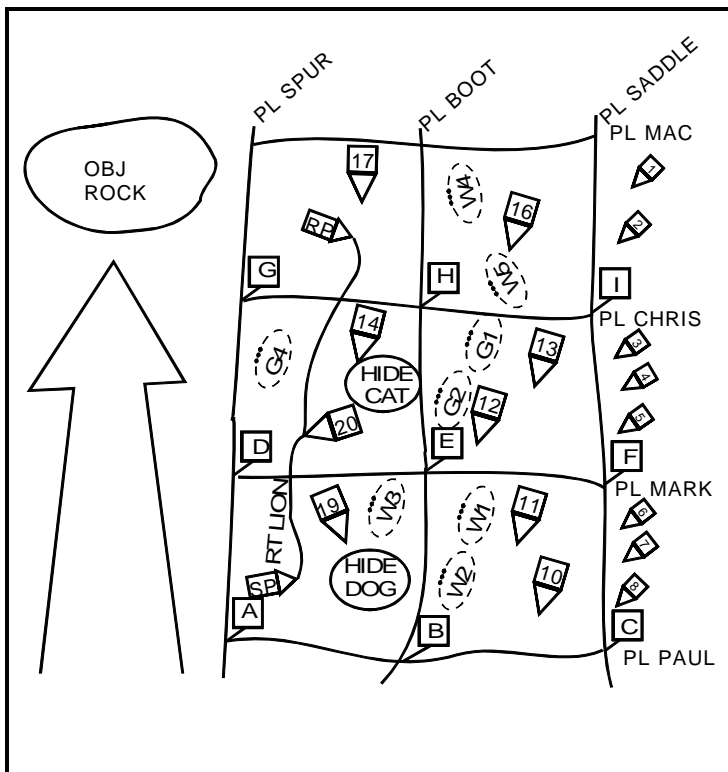 PL SPUR
PL BOOT
PL SADDLE
PL MAC
OBJ
ROCK
17
1
W4
16
2
RP
G
H
W5
I
PL CHRIS
14
G1
13
3
G4
HIDE
CAT
4
G2
12
20
5
D
E
F
PL MARK
RT LION
19
W3
W1
11
6
7
HIDE
DOG
W2
10
SP
8
A
B
C
PL PAUL